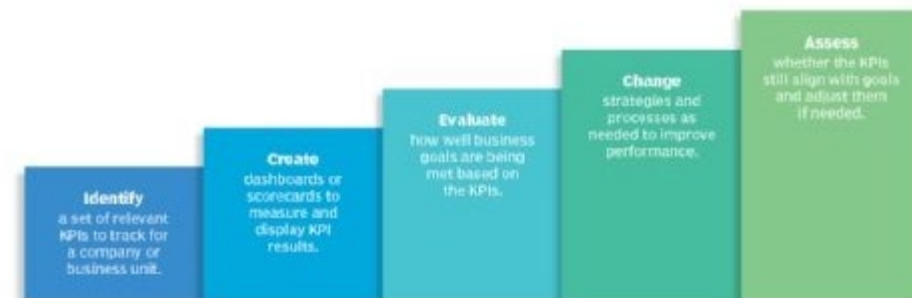 Identify
a set of relevant
KPIs to track for
a company or
business unit.
Create
dashboards or
scorecards to
measure and
display KPI
results.
Evaluate
how well business
goals are being
met based on
the KPIs.
Change
strategies and
processes as
needed to improve
performance.
Assess
whether the KPIs
still align with goals
and adjust them
if needed.